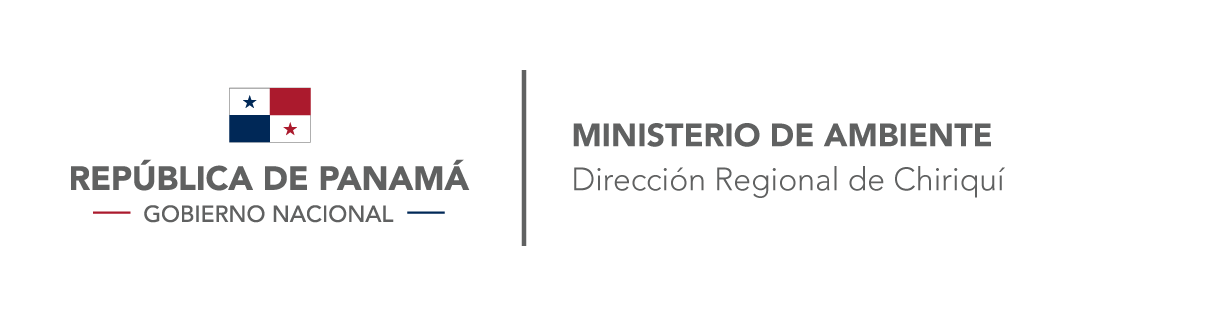 REPÚBLICA DE PANAMÁ
GOBIERNO NACIONAL
MINISTERIO DE AMBIENTE
Dirección Regional de Chiriquí